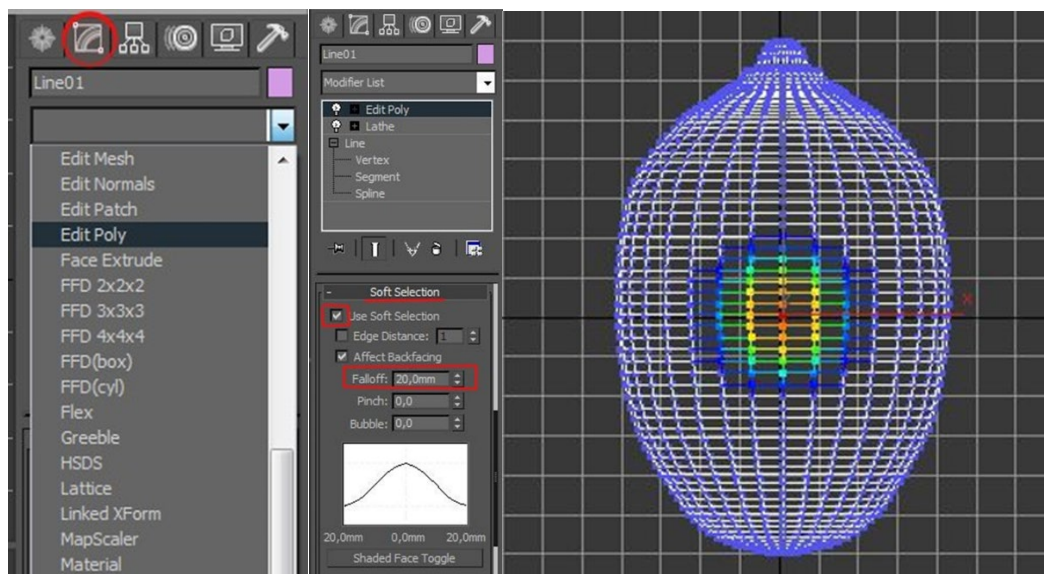 Line01
Edit Mesh
Edit Normals
Edit Patch
Edit Poly
Face Extrude
FFD 2x2x2
FFD 3x3x3
FFD 4x4x4
FFD(box)
FFD(cyl)
Flex
Greeble
HSDS
Lattice
Linked XForm
MapScaler
Material
Line01
Modifier List
Edit Poly
Lathe
Line
Vertex
Segment
Spline
Soft Selection
Use Soft Selection
Edge Distance: 1
Affect Backfacing
Falloff: 20,0mm
Pinch: 0,0
Bubble: 0,0
20,0mm 0,0mm 20,0mm
Shaded Face Toggle
x